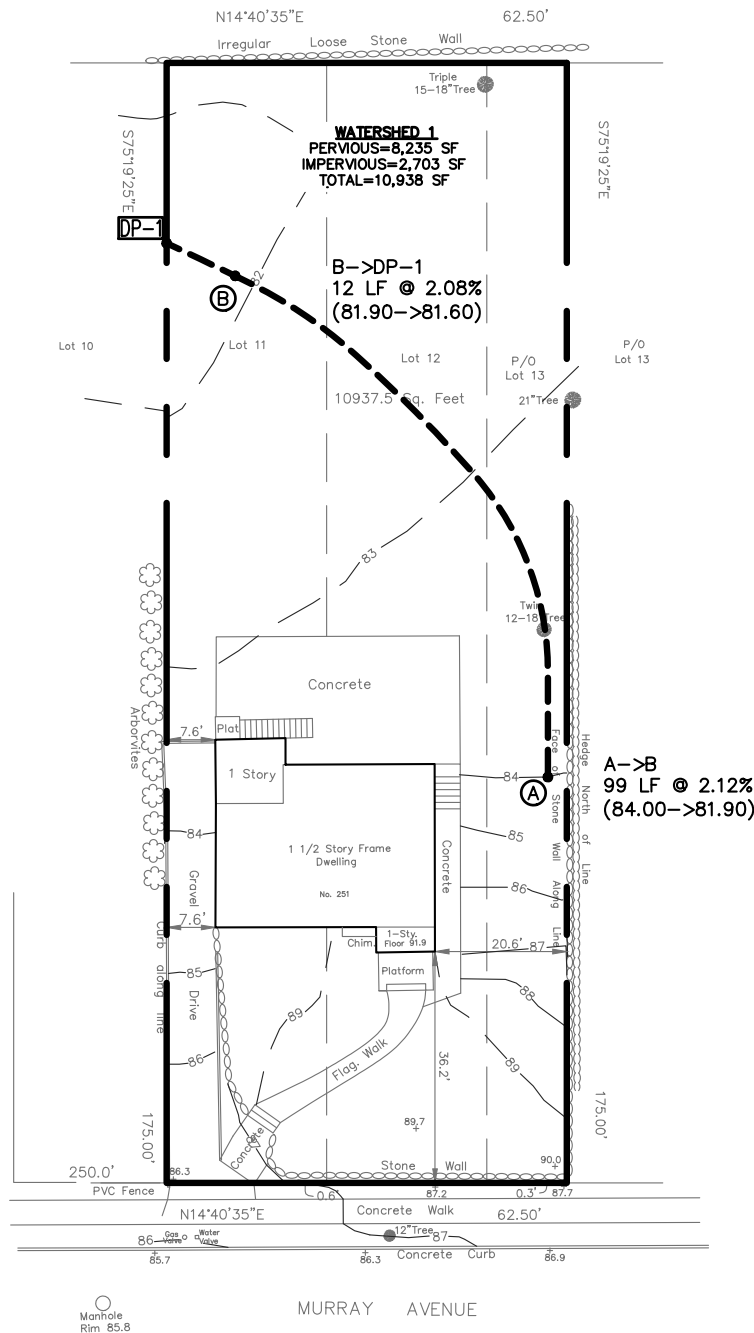 N14°40'35"E 62.50'
Irregular Loose Stone Wall
Triple
15-18"Tree
S75°19'25"E
S75°19'25"E
WATERSHED 1
PERVIOUS=8,235 SF
IMPERVIOUS=2,703 SF
TOTAL=10,938 SF
DP-1
B
82
B->DP-1
12 LF @ 2.08%
(81.90->81.60)
Lot 10
Lot 11
Lot 12
P/O
Lot 13
P/O
Lot 13
10937.5 Sq. Feet
21"Tree
83
Twin
12-18"Tree
Concrete
Arborvites
7.6'
Plat
1 Story
84
A
Face of Stone Wall Along Line
Hedge North of Line
A->B
99 LF @ 2.12%
(84.00->81.90)
84
85
1 1/2 Story Frame
Dwelling
No. 251
Concrete
86
Gravel Drive
Curb along line
7.6'
Chim.
1-Sty.
Floor 91.9
20.6'
87
85
Platform
88
89
86
Flag. Walk
36.2'
89
175.00'
175.00'
89.7
Concrete
Stone Wall
90.0
250.0'
86.3
PVC Fence
0.6'
87.2
0.3'
87.7
Concrete Walk
N14°40'35"E 62.50'
86
Gas
Valve
Water
Valve
12"Tree
87
85.7
86.3
Concrete Curb
86.9
Manhole
Rim 85.8
MURRAY AVENUE